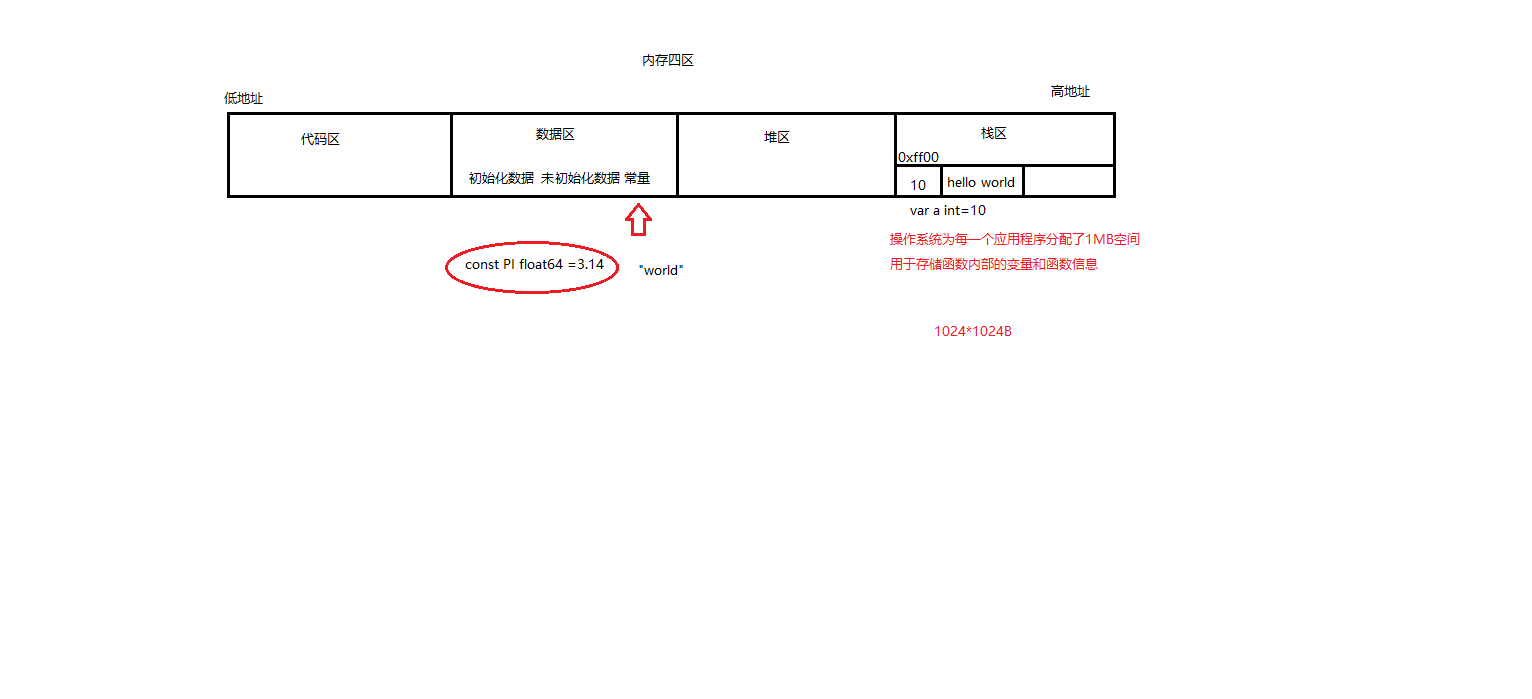 内存四区
低地址
高地址
代码区
数据区
堆区
栈区
0xff00
初始化数据 未初始化数据 常量
10
hello world
var a int=10
const PI float64 =3.14
"world"
操作系统为每一个应用程序分配了1MB空间
用于存储函数内部的变量和函数信息
1024*1024B